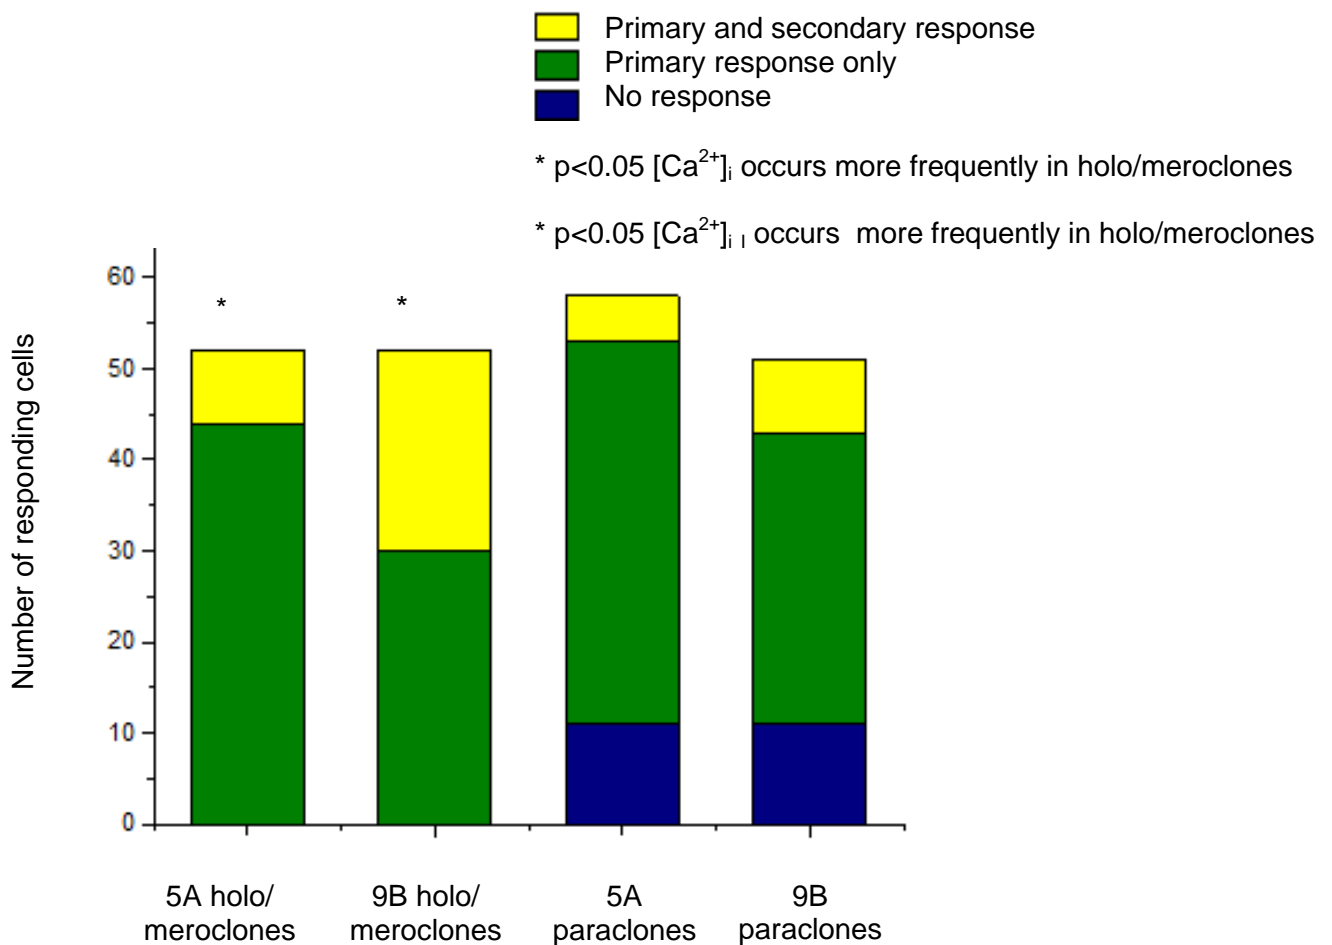 Primary and secondary response
Primary response only
No response
* p<0.05 [Ca²⁺]ᵢ occurs more frequently in holo/meroclones
* p<0.05 [Ca²⁺]ᵢ ı occurs more frequently in holo/meroclones
Number of responding cells
60
50
40
30
20
10
0
*
*
5A holo/
meroclones
9B holo/
meroclones
5A
paraclones
9B
paraclones